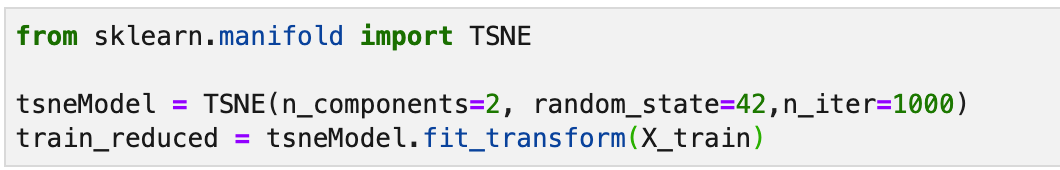 from sklearn.manifold import TSNE
tsneModel = TSNE(n_components=2, random_state=42,n_iter=1000)
train_reduced = tsneModel.fit_transform(X_train)